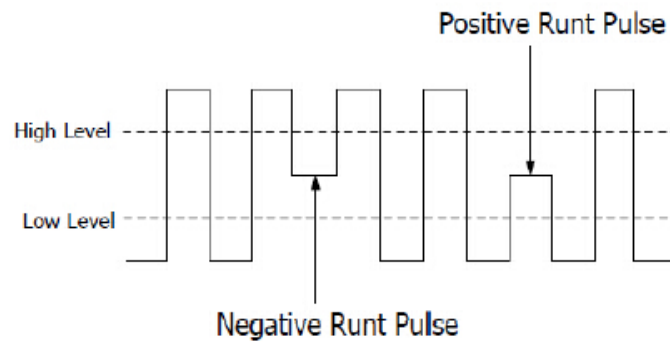 Positive Runt Pulse
High Level
Low Level
Negative Runt Pulse